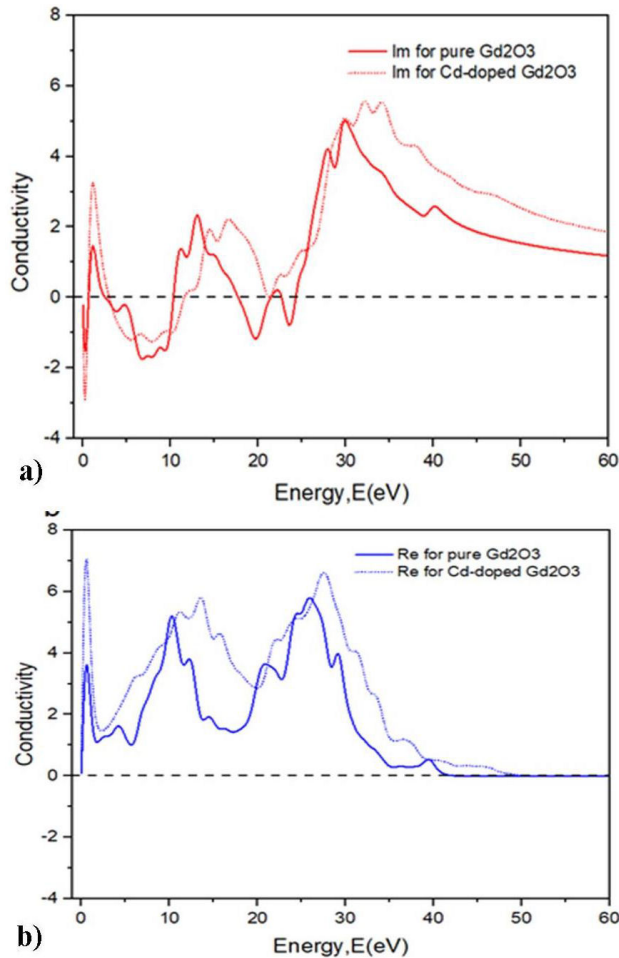 8
Im for pure Gd2O3
Im for Cd-doped Gd2O3
6
4
2
0
-2
-4
Conductivity
0 10 20 30 40 50 60
Energy,E(eV)
a)
8
Re for pure Gd2O3
Re for Cd-doped Gd2O3
6
4
2
0
-2
-4
Conductivity
0 10 20 30 40 50 60
Energy,E(eV)
b)